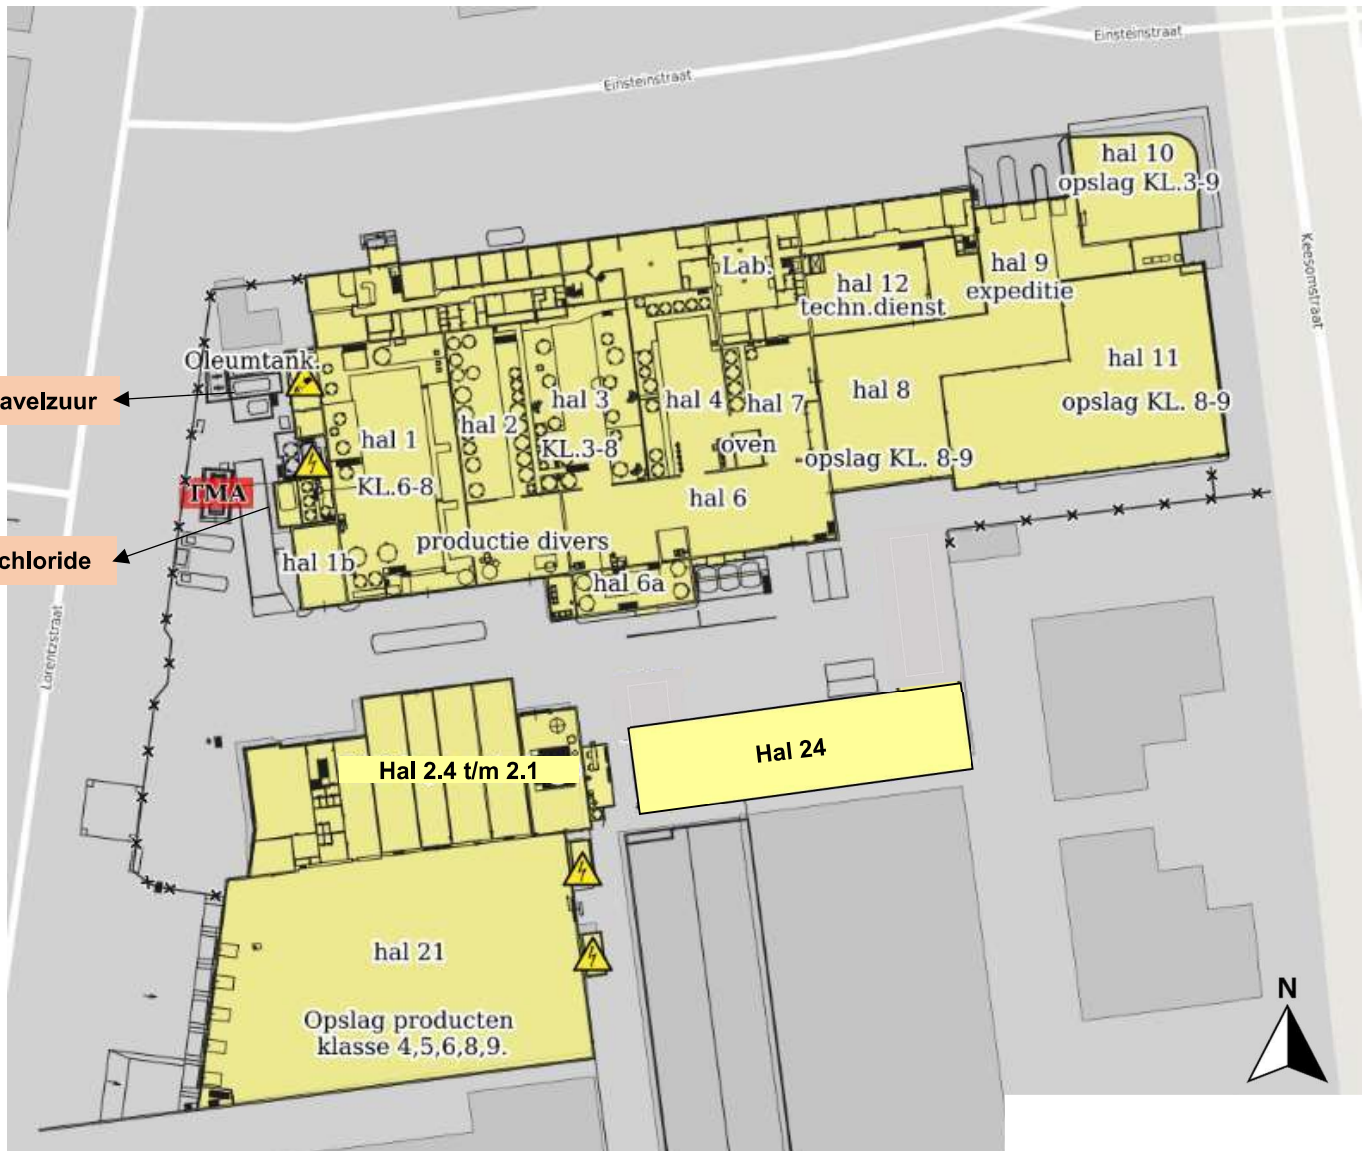 Einsteinstraat
Einsteinstraat
hal 10
opslag KL.3-9
Keesomstraat
Lab.
hal 12
techn.dienst
hal 9
expeditie
Oleumtank.
avelzuur
hal 1
KL.6-8
hal 2
hal 3
KL.3-8
hal 4
hal 7
oven
hal 8
opslag KL. 8-9
hal 11
opslag KL. 8-9
TMA
hal 6
chloride
hal 1b
productie divers
hal 6a
Lorentzstraat
Hal 2.4 t/m 2.1
Hal 24
hal 21
Opslag producten
klasse 4,5,6,8,9.
N